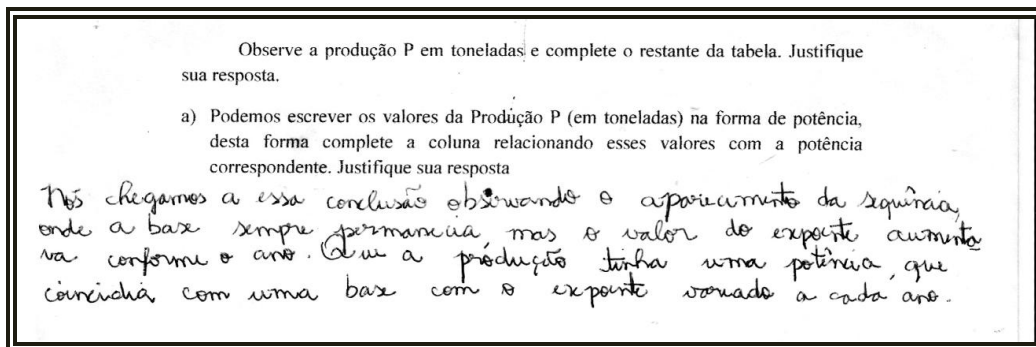 Observe a produção P em toneladas e complete o restante da tabela. Justifique
sua resposta.
a) Podemos escrever os valores da Produção P (em toneladas) na forma de potência,
desta forma complete a coluna relacionando esses valores com a potência
correspondente. Justifique sua resposta
Nós chegamos a essa conclusão observando o aparecimento da sequência,
onde a base sempre permanecia, mas o valor do expoente aumenta
va conforme o ano. a produção tinha uma potência, que
coincidia com uma base com o expoente variado a cada ano.